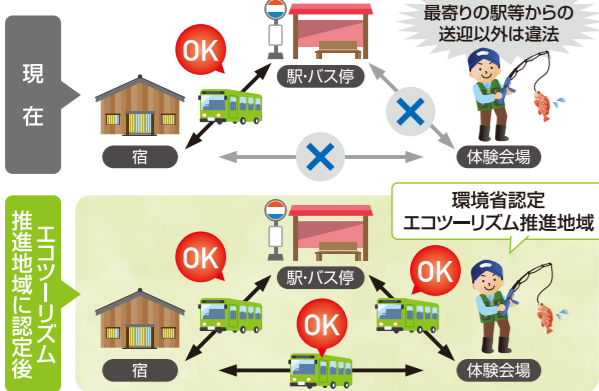 現在
最寄りの駅等からの
送迎以外は違法
OK
駅・バス停
宿
体験会場
エコツーリズム
推進地域に認定後
環境省認定
エコツーリズム推進地域
OK
駅・バス停
OK
宿
OK
体験会場